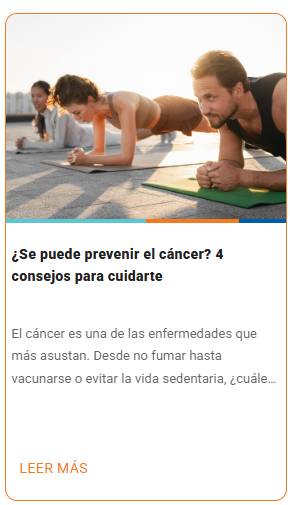 ¿Se puede prevenir el cáncer? 4
consejos para cuidarte
El cáncer es una de las enfermedades que
más asustan. Desde no fumar hasta
vacunarse o evitar la vida sedentaria, ¿cuále...
LEER MÁS